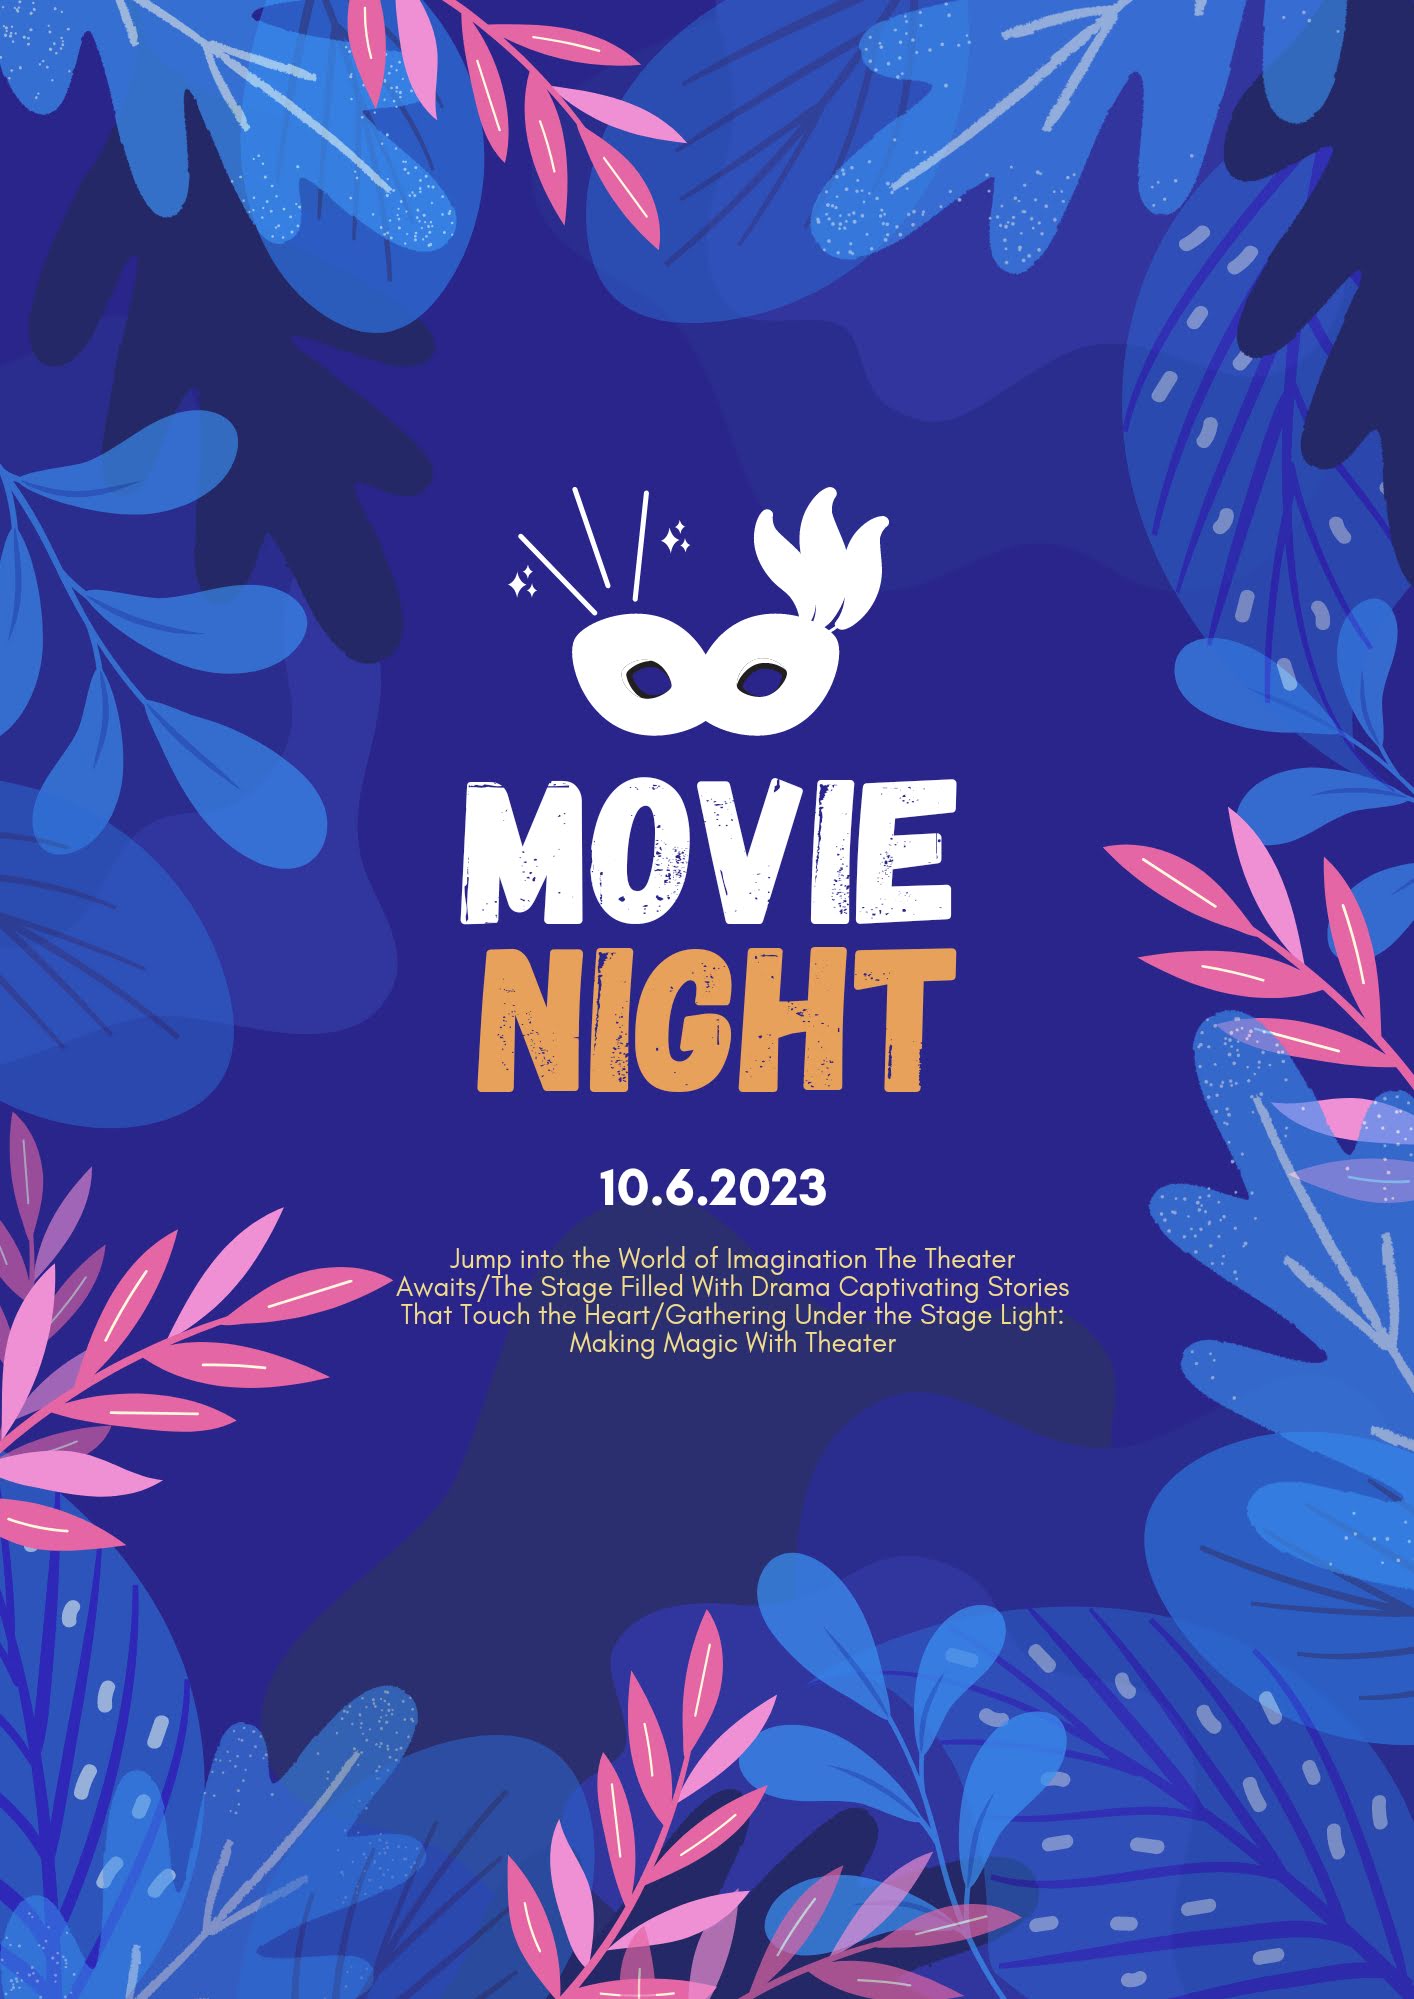 MOVIE
NIGHT
10.6.2023
Jump into the World of Imagination The Theater
Awaits/The Stage Filled With Drama Captivating Stories
That Touch the Heart/Gathering Under the Stage Light:
Making Magic With Theater